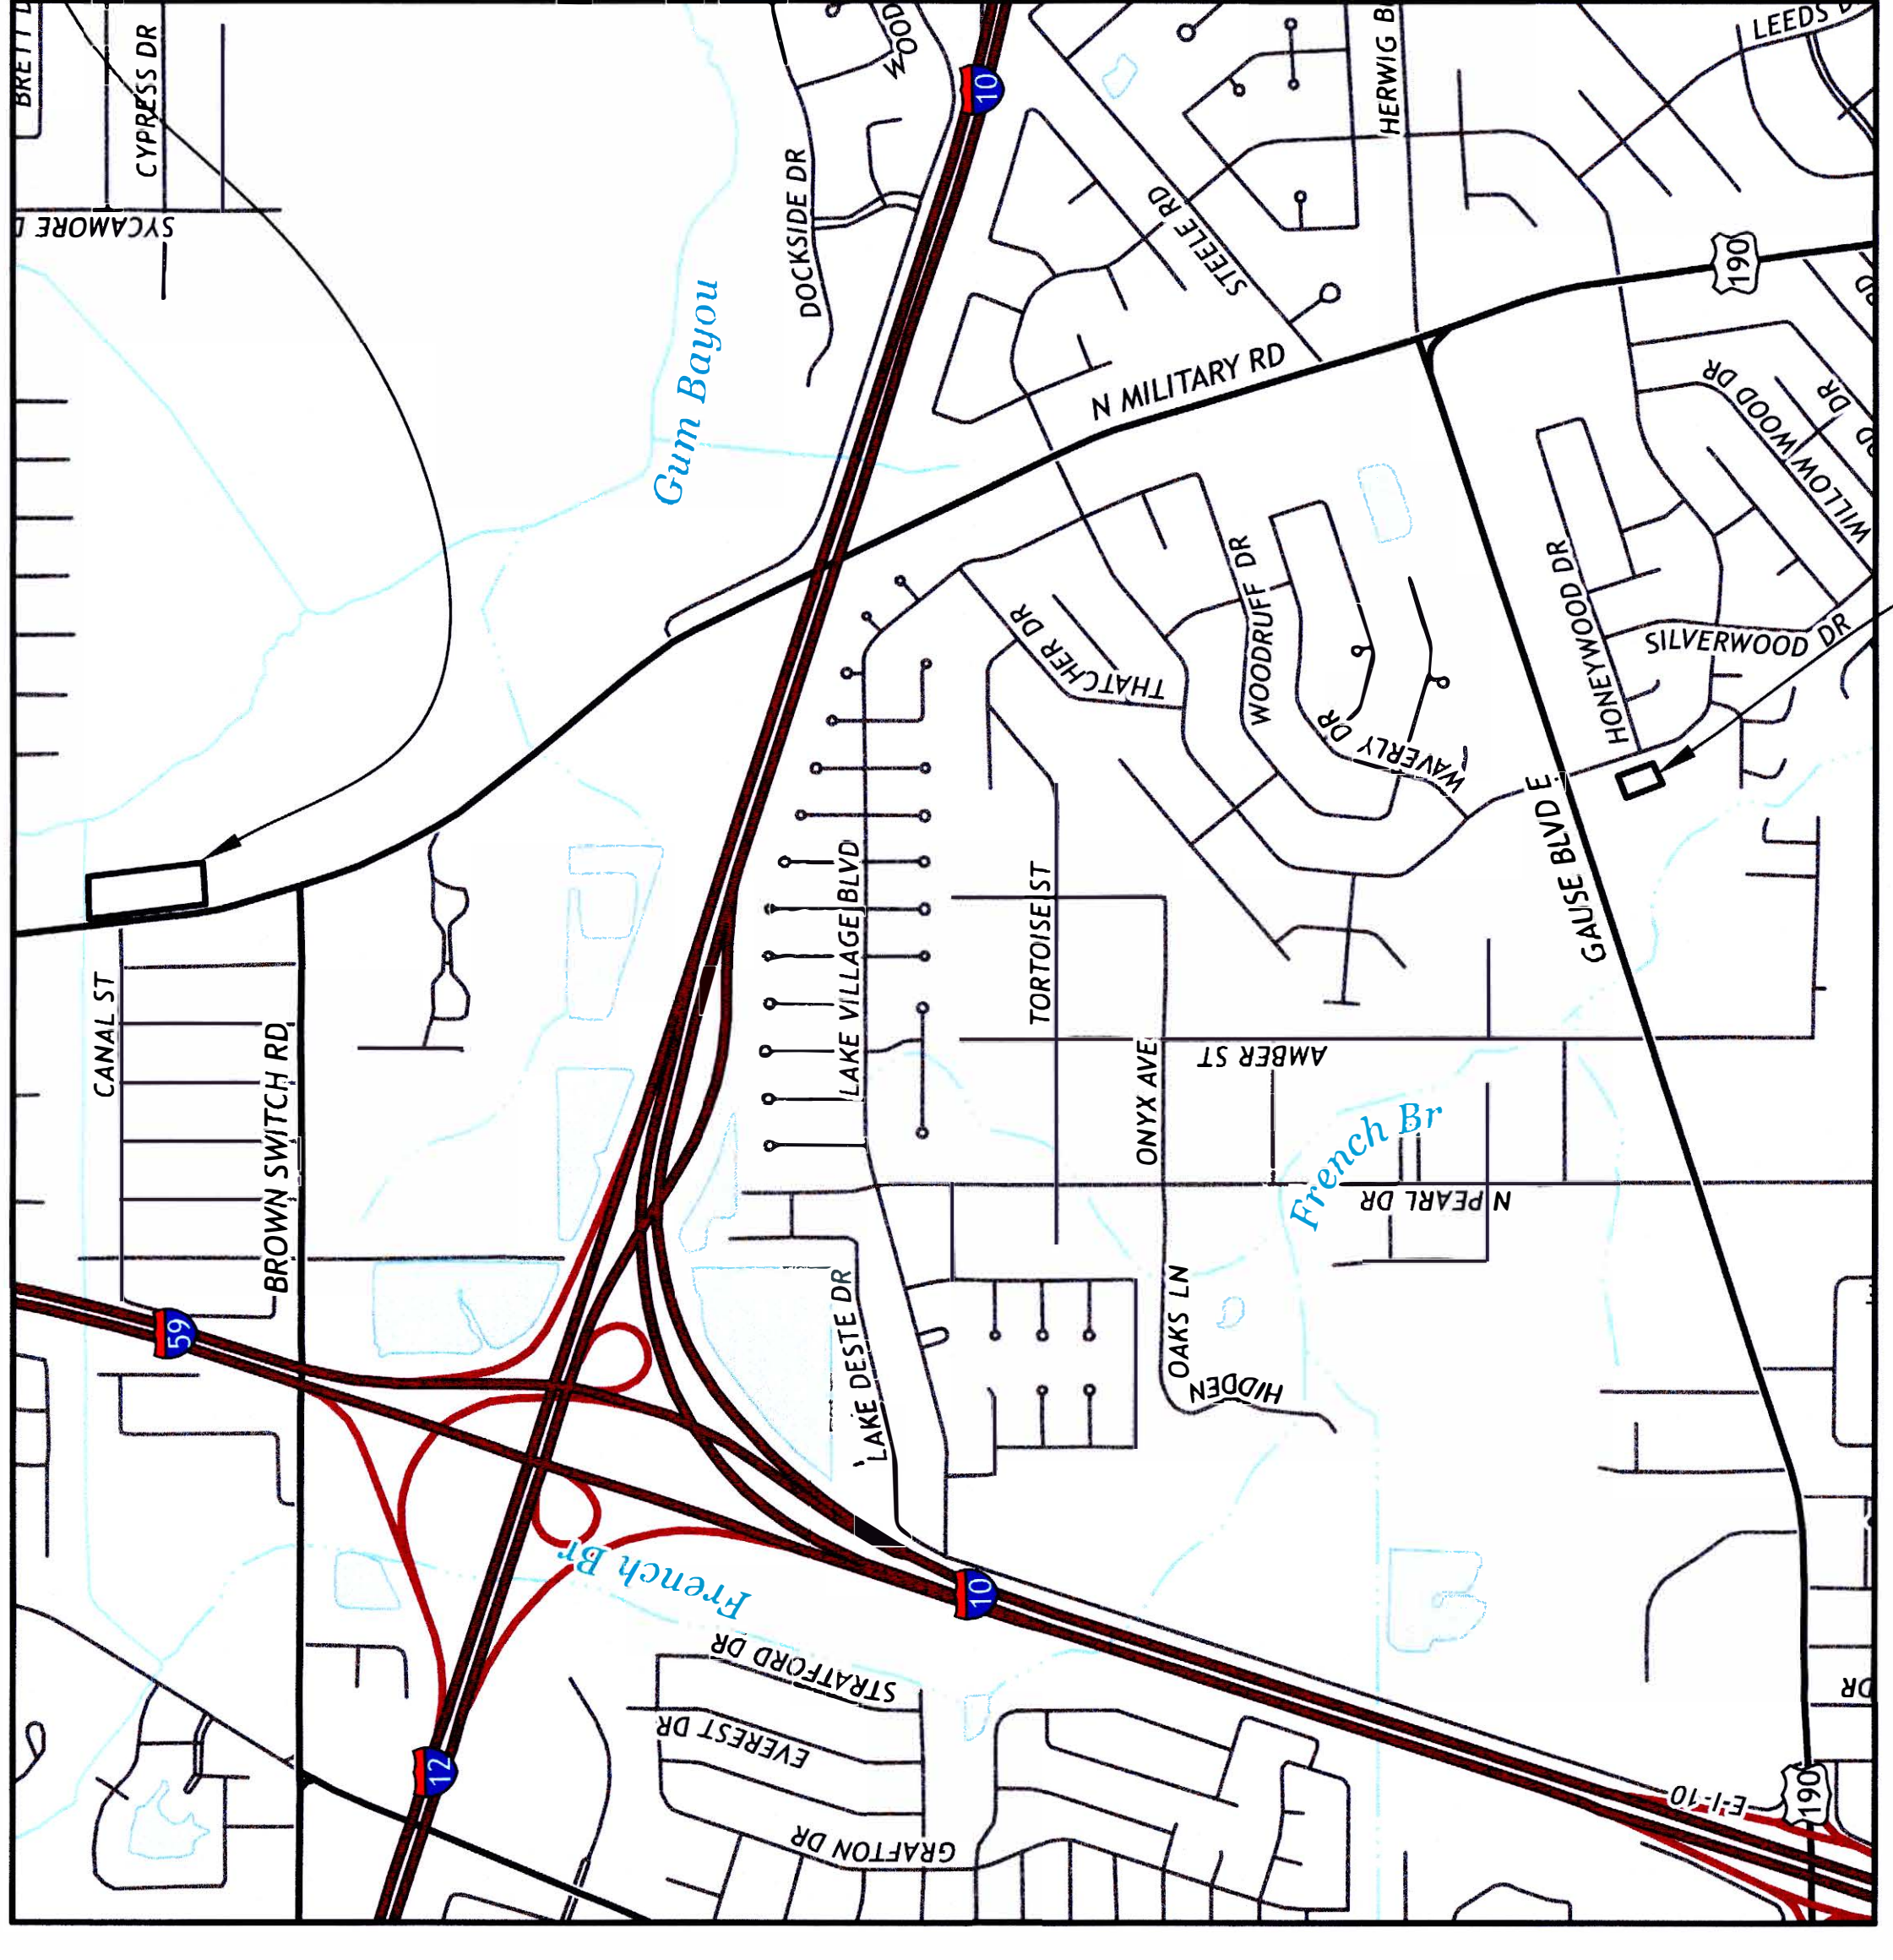 CYPRESS DR
WOOD
10
HERWIG B
LEEDS
SYCAMORE
DOCKSIDE DR
STEELE RD
190
Gum Bayou
N MILITARY RD
WILLOW WOOD DR
DR
RD
THATCHER DR
WOODRUFF DR
WAVERLY DR
HONEYWOOD DR
SILVERWOOD DR
GAUSE BLVD E
LAKE VILLAGE BLVD
TORTOISE ST
CANAL ST
BROWN SWITCH RD
ONYX AVE
AMBER ST
French Br
N PEARL DR
59
LAKE DESTE DR
HIDDEN OAKS LN
French Br
10
STRATFORD DR
EVEREST DR
DR
12
GRAFTON DR
E-I-10
190